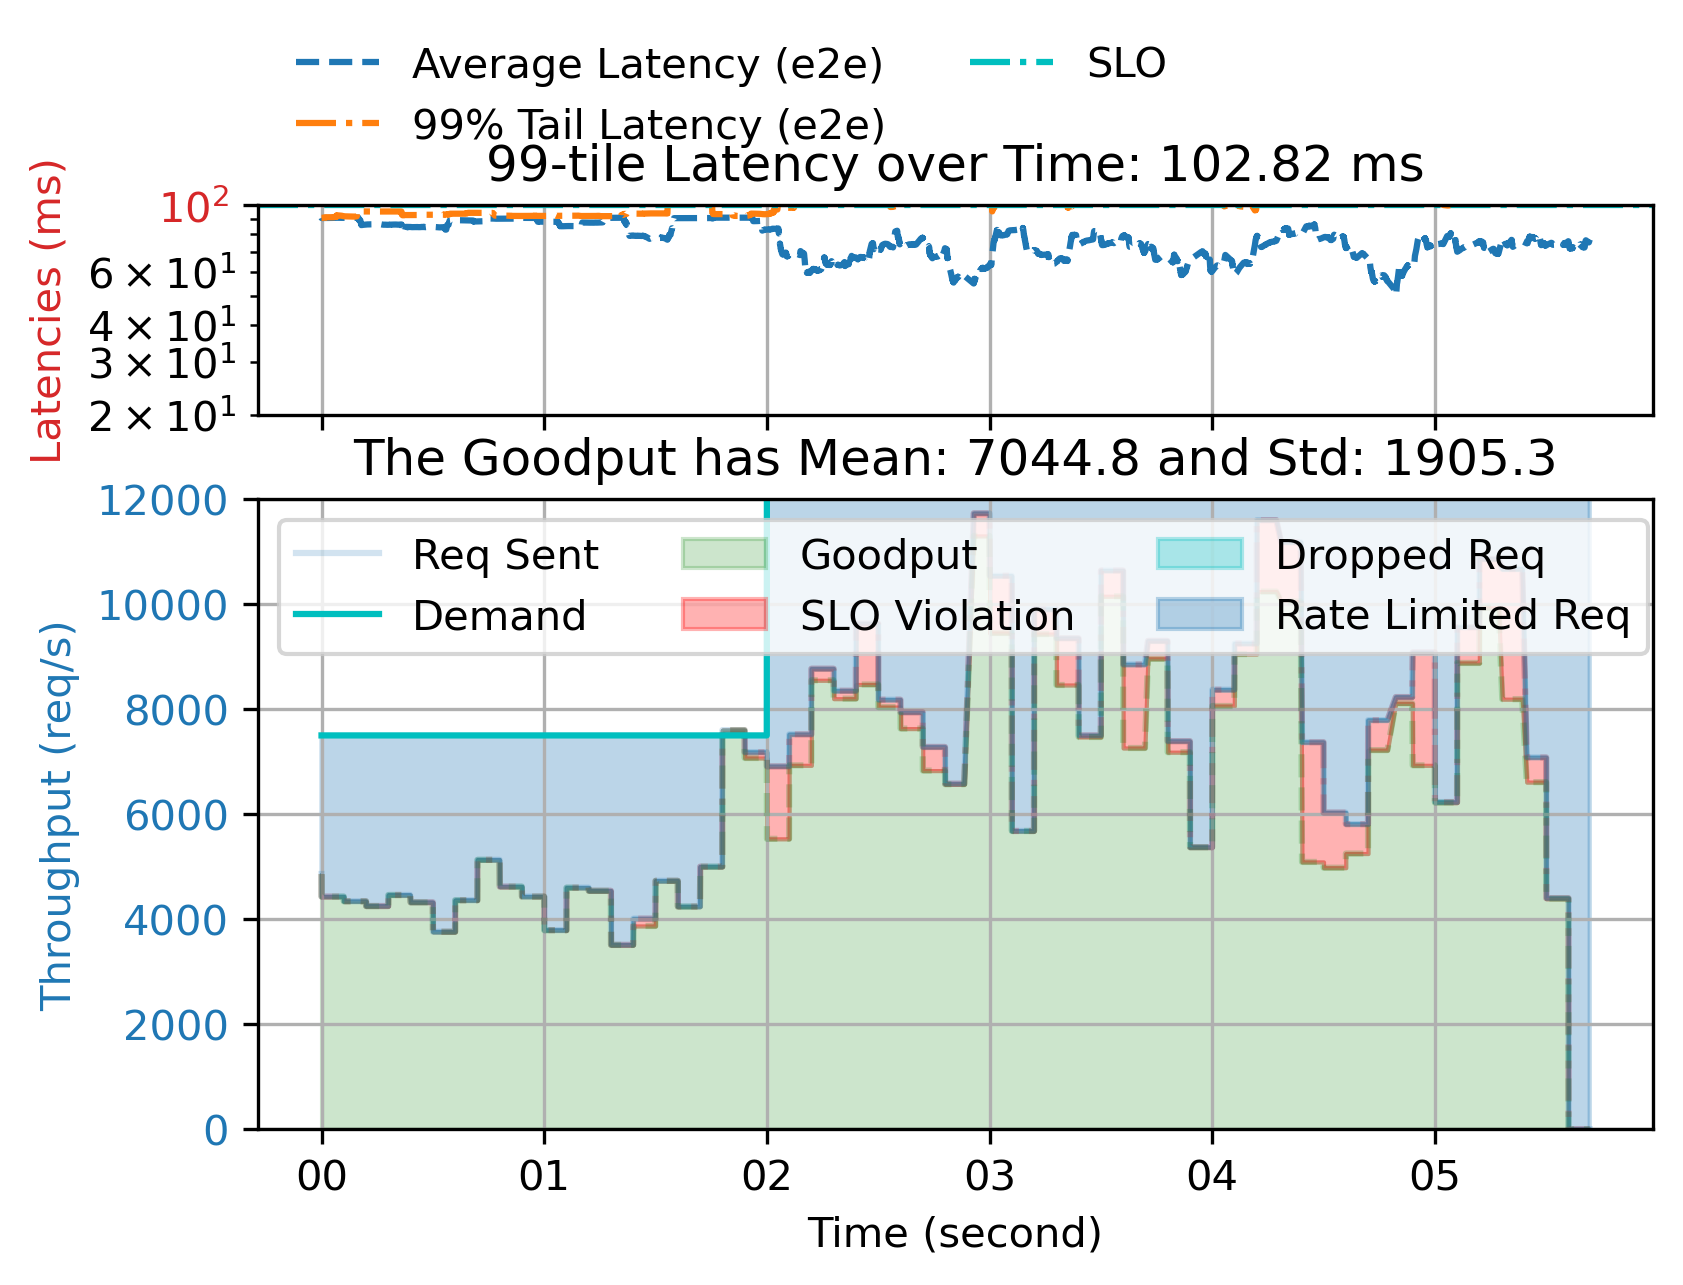 Average Latency (e2e) SLO
99% Tail Latency (e2e)
99-tile Latency over Time: 102.82 ms
Latencies (ms)
10²
6 × 10¹
4 × 10¹
3 × 10¹
2 × 10¹
The Goodput has Mean: 7044.8 and Std: 1905.3
Throughput (req/s)
12000
10000
8000
6000
4000
2000
0
Req Sent Goodput Dropped Req
Demand SLO Violation Rate Limited Req
00 01 02 03 04 05
Time (second)